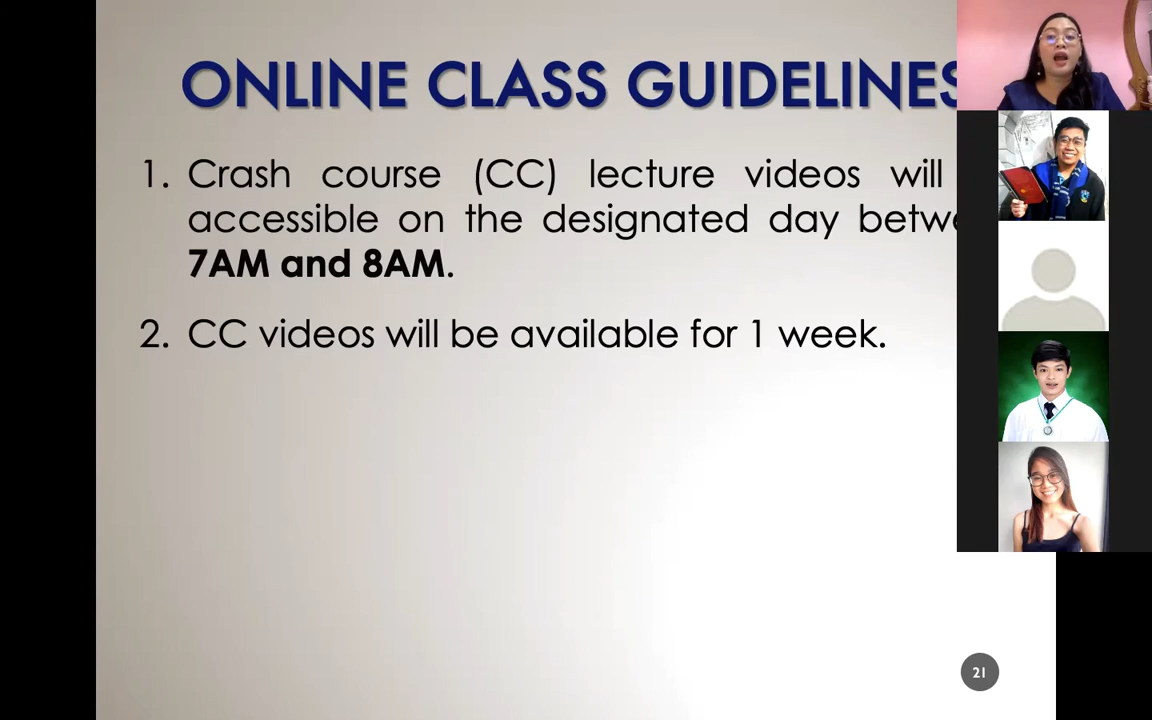 ONLINE CLASS GUIDELINES
1. Crash course (CC) lecture videos will
accessible on the designated day
7AM and 8AM.
2. CC videos will be available for 1 week.
21